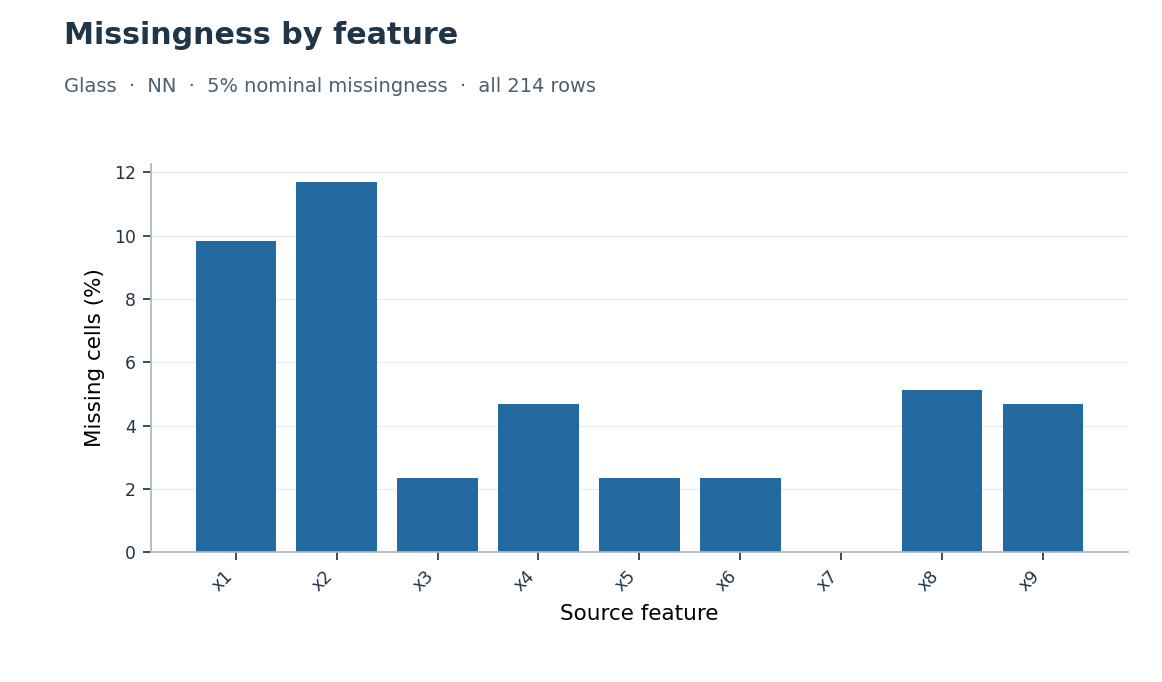 Missingness by feature
Glass · NN · 5% nominal missingness · all 214 rows
12
10
8
6
4
2
0
Missing cells (%)
x1 x2 x3 x4 x5 x6 x7 x8 x9
Source feature